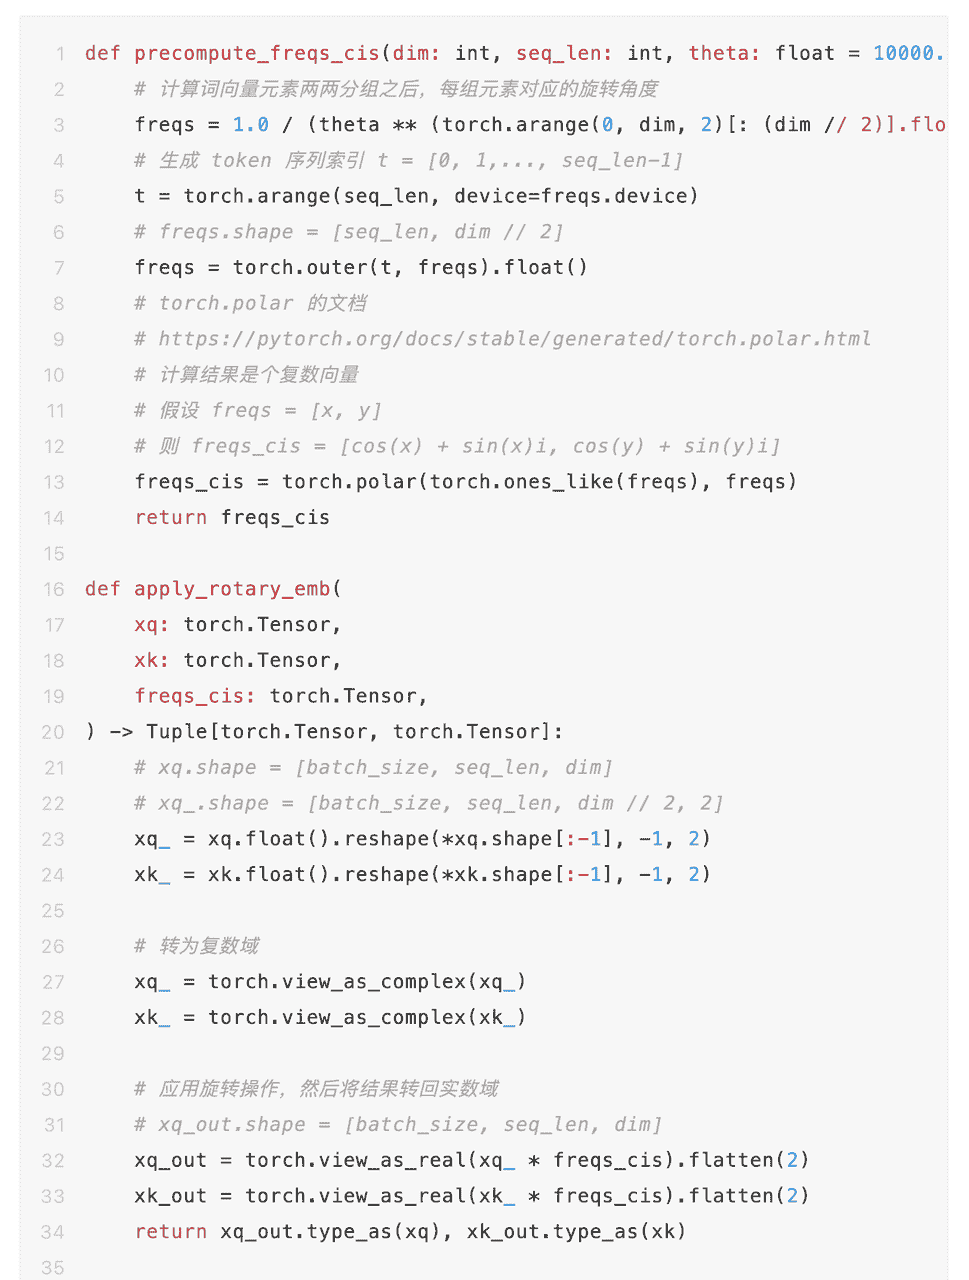 1 def precompute_freqs_cis(dim: int, seq_len: int, theta: float = 10000.
2 # 计算词向量元素两两分组之后，每组元素对应的旋转角度
3 freqs = 1.0 / (theta ** (torch.arange(0, dim, 2)[: (dim // 2)].flo
4 # 生成 token 序列索引 t = [0, 1,..., seq_len-1]
5 t = torch.arange(seq_len, device=freqs.device)
6 # freqs.shape = [seq_len, dim // 2]
7 freqs = torch.outer(t, freqs).float()
8 # torch.polar 的文档
9 # https://pytorch.org/docs/stable/generated/torch.polar.html
10 # 计算结果是个复数向量
11 # 假设 freqs = [x, y]
12 # 则 freqs_cis = [cos(x) + sin(x)i, cos(y) + sin(y)i]
13 freqs_cis = torch.polar(torch.ones_like(freqs), freqs)
14 return freqs_cis
15
16 def apply_rotary_emb(
17 xq: torch.Tensor,
18 xk: torch.Tensor,
19 freqs_cis: torch.Tensor,
20 ) -> Tuple[torch.Tensor, torch.Tensor]:
21 # xq.shape = [batch_size, seq_len, dim]
22 # xq_.shape = [batch_size, seq_len, dim // 2, 2]
23 xq_ = xq.float().reshape(*xq.shape[:-1], -1, 2)
24 xk_ = xk.float().reshape(*xk.shape[:-1], -1, 2)
25
26 # 转为复数域
27 xq_ = torch.view_as_complex(xq_)
28 xk_ = torch.view_as_complex(xk_)
29
30 # 应用旋转操作，然后将结果转回实数域
31 # xq_out.shape = [batch_size, seq_len, dim]
32 xq_out = torch.view_as_real(xq_ * freqs_cis).flatten(2)
33 xk_out = torch.view_as_real(xk_ * freqs_cis).flatten(2)
34 return xq_out.type_as(xq), xk_out.type_as(xk)
35